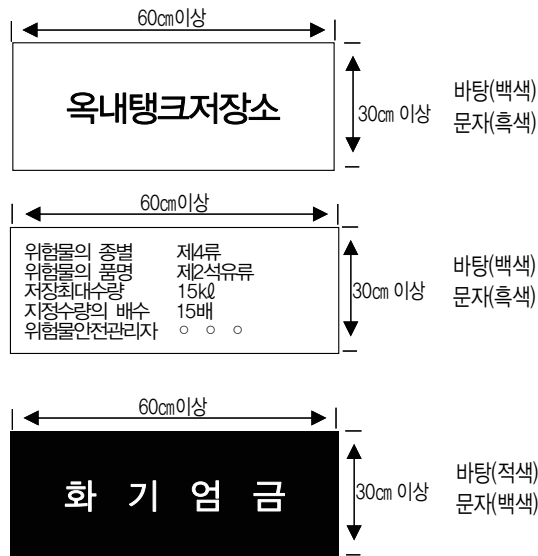 60㎝이상
옥내탱크저장소
30㎝ 이상
바탕(백색)
문자(흑색)
60㎝이상
위험물의 종별 제4류
위험물의 품명 제2석유류
저장최대수량 15㎘
지정수량의 배수 15배
위험물안전관리자 ○ ○ ○
30㎝ 이상
바탕(백색)
문자(흑색)
60㎝이상
화 기 엄 금
30㎝ 이상
바탕(적색)
문자(백색)